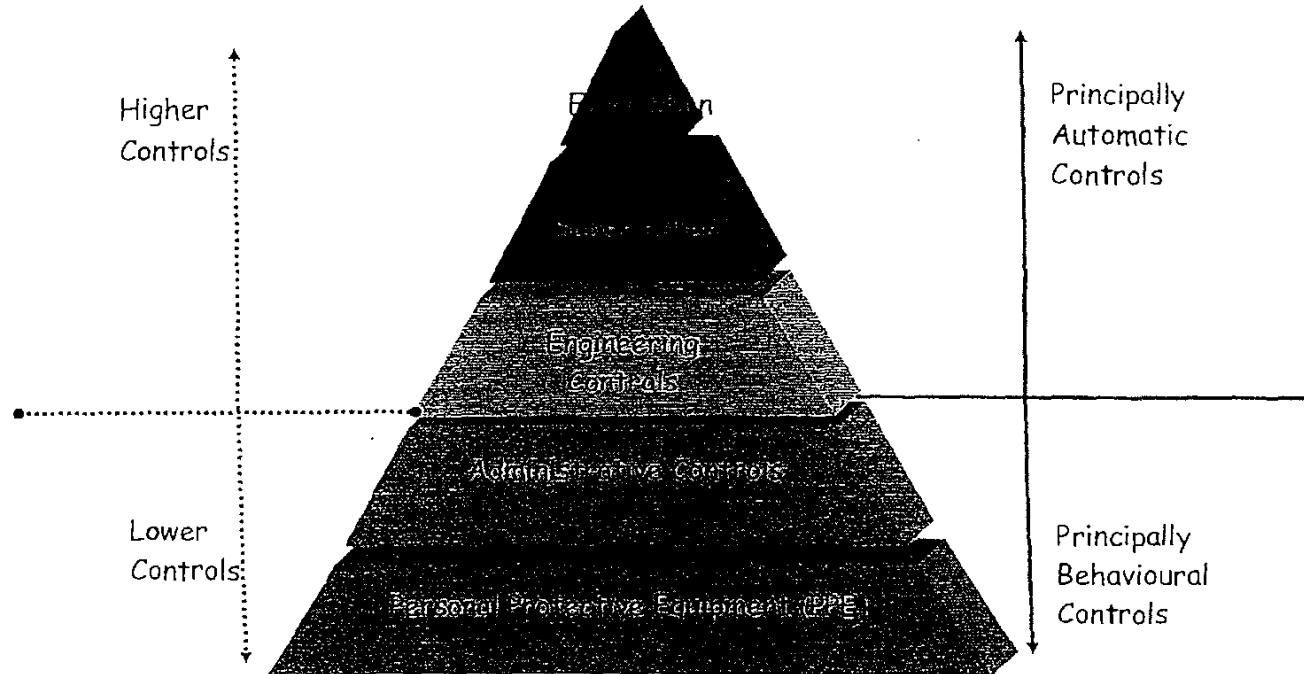 Higher
Controls
Principally
Automatic
Controls
Engineering
Controls
Administrative Controls
Lower
Controls
Principally
Behavioural
Controls
Personal Protective Equipment (PPE)